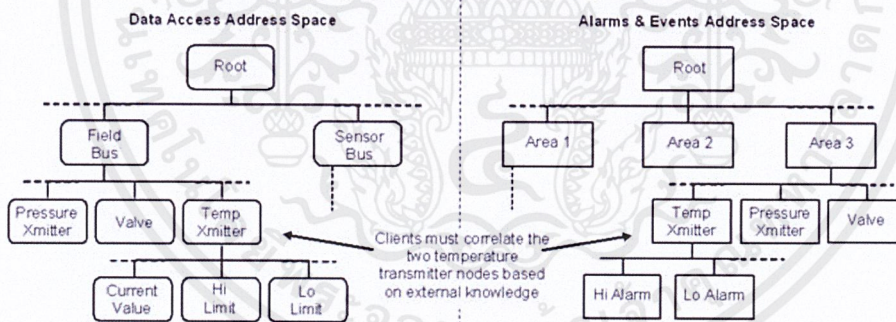 Data Access Address Space
Root
Field
Bus
Sensor
Bus
Pressure
Xmitter
Valve
Temp
Xmitter
Current
Value
Hi
Limit
Lo
Limit
Clients must correlate the
two temperature
transmitter nodes based
on external knowledge
Alarms & Events Address Space
Root
Area 1
Area 2
Area 3
Temp
Xmitter
Pressure
Xmitter
Valve
Hi Alarm
Lo Alarm